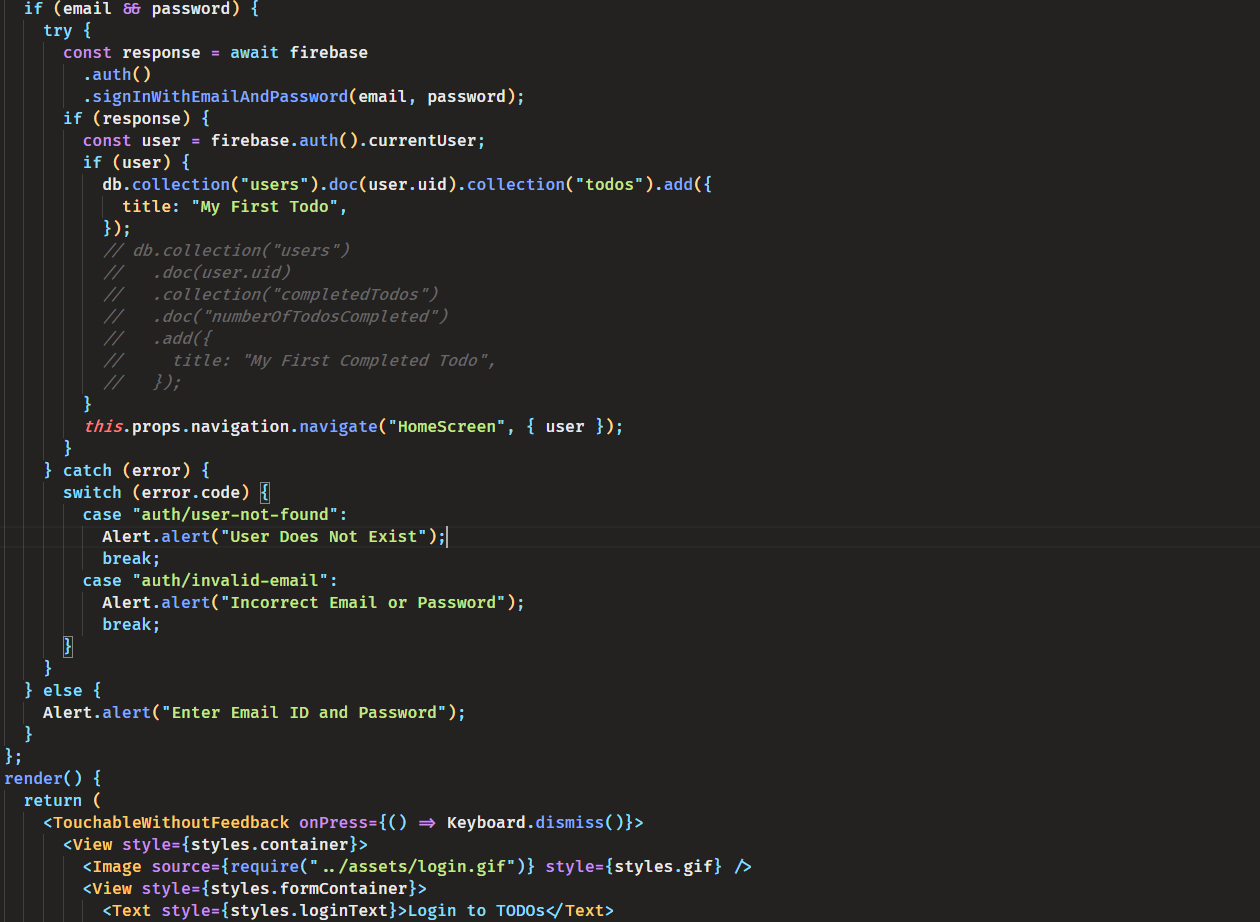 if (email && password) {
try {
const response = await firebase
.auth()
.signInWithEmailAndPassword(email, password);
if (response) {
const user = firebase.auth().currentUser;
if (user) {
db.collection("users").doc(user.uid).collection("todos").add({
title: "My First Todo",
});
// db.collection("users")
//   .doc(user.uid)
//   .collection("completedTodos")
//   .doc("numberOfTodosCompleted")
//   .add({
//     title: "My First Completed Todo",
//   });
}
this.props.navigation.navigate("HomeScreen", { user });
}
} catch (error) {
switch (error.code) {
case "auth/user-not-found":
Alert.alert("User Does Not Exist");
break;
case "auth/invalid-email":
Alert.alert("Incorrect Email or Password");
break;
}
}
} else {
Alert.alert("Enter Email ID and Password");
}
};
render() {
return (
<TouchableWithoutFeedback onPress={() => Keyboard.dismiss()}>
<View style={styles.container}>
<Image source={require("../assets/login.gif")} style={styles.gif} />
<View style={styles.formContainer}>
<Text style={styles.loginText}>Login to TODOs</Text>